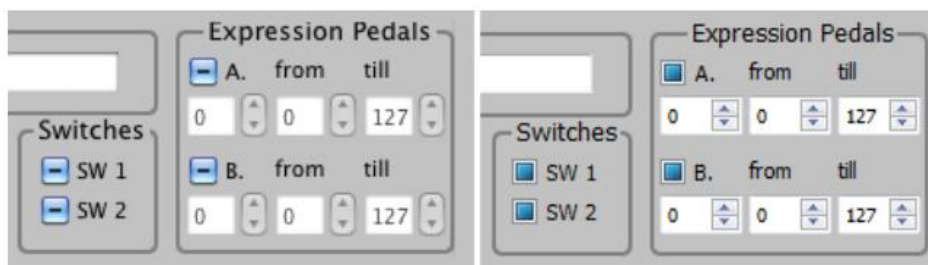 Expression Pedals
A. from till
0 0 127
Switches
SW 1
B. from till
SW 2
0 0 127
Expression Pedals
A. from till
0 0 127
Switches
SW 1
B. from till
SW 2
0 0 127